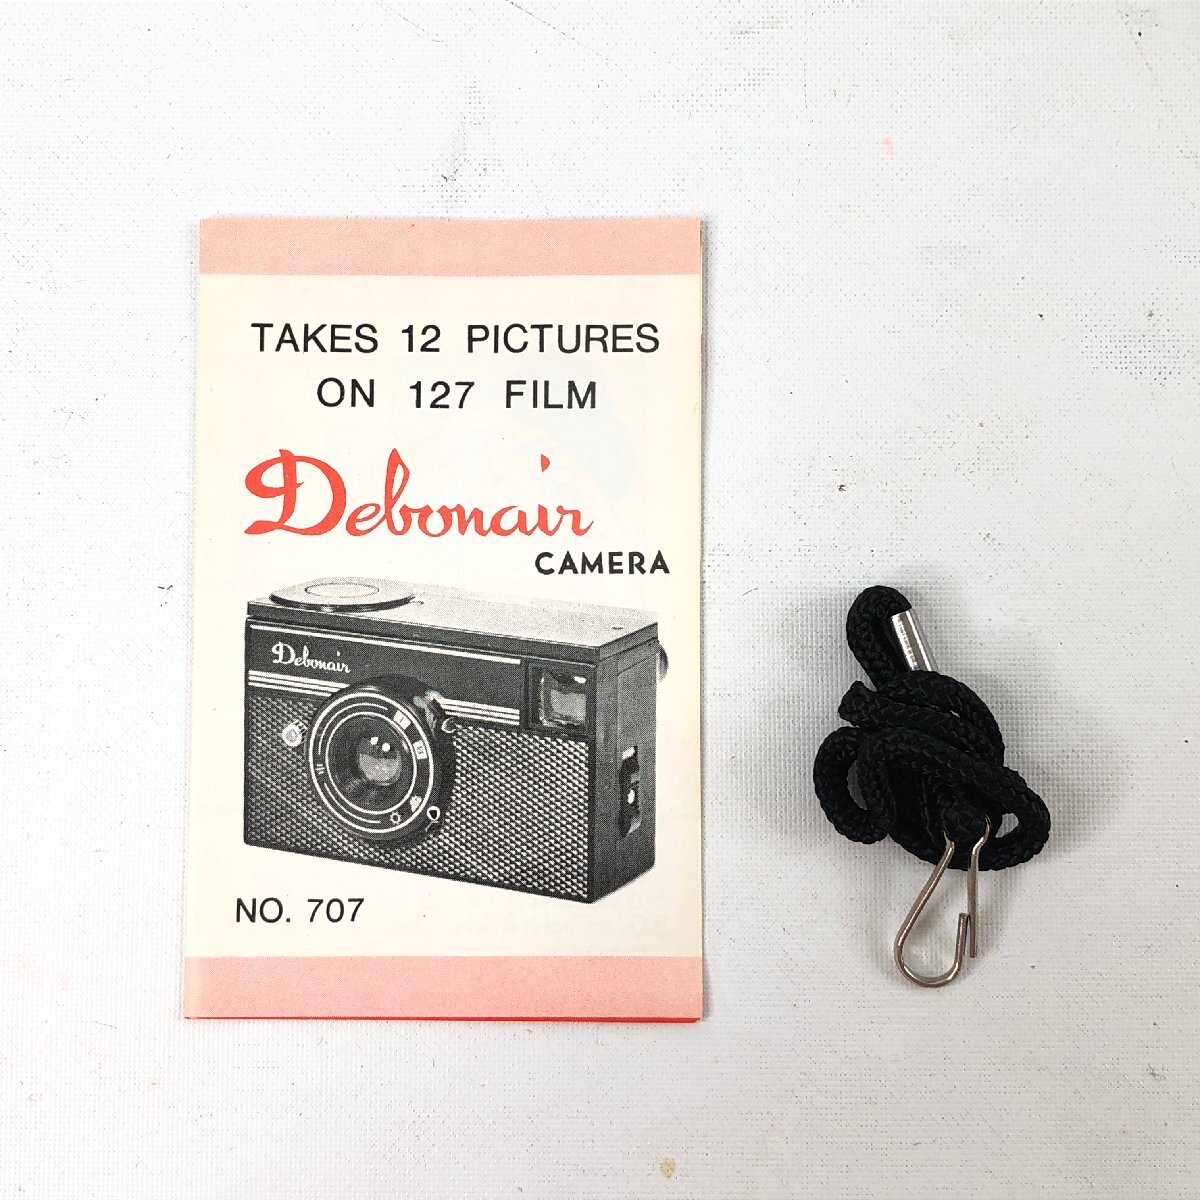 TAKES 12 PICTURES
ON 127 FILM
Debonair
CAMERA
Debonair
NO. 707